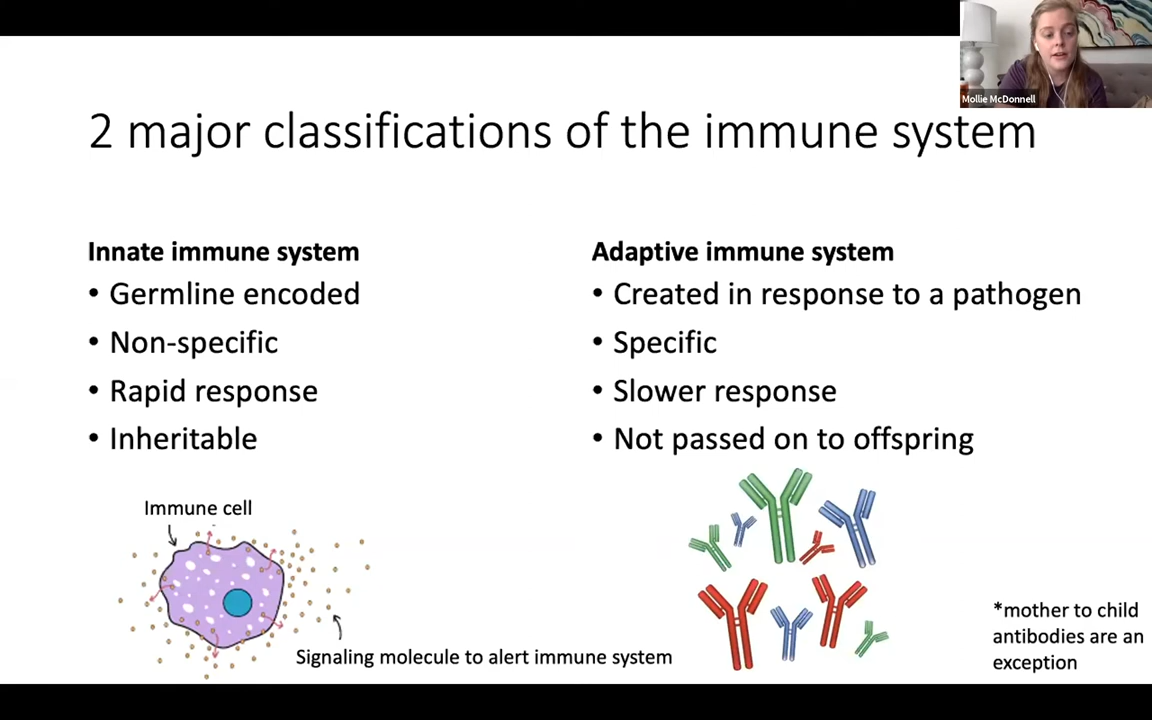 Mollie McDonnell
2 major classifications of the immune system
Innate immune system
• Germline encoded
• Non-specific
• Rapid response
• Inheritable
Immune cell
Signaling molecule to alert immune system
Adaptive immune system
• Created in response to a pathogen
• Specific
• Slower response
• Not passed on to offspring
*mother to child
antibodies are an
exception